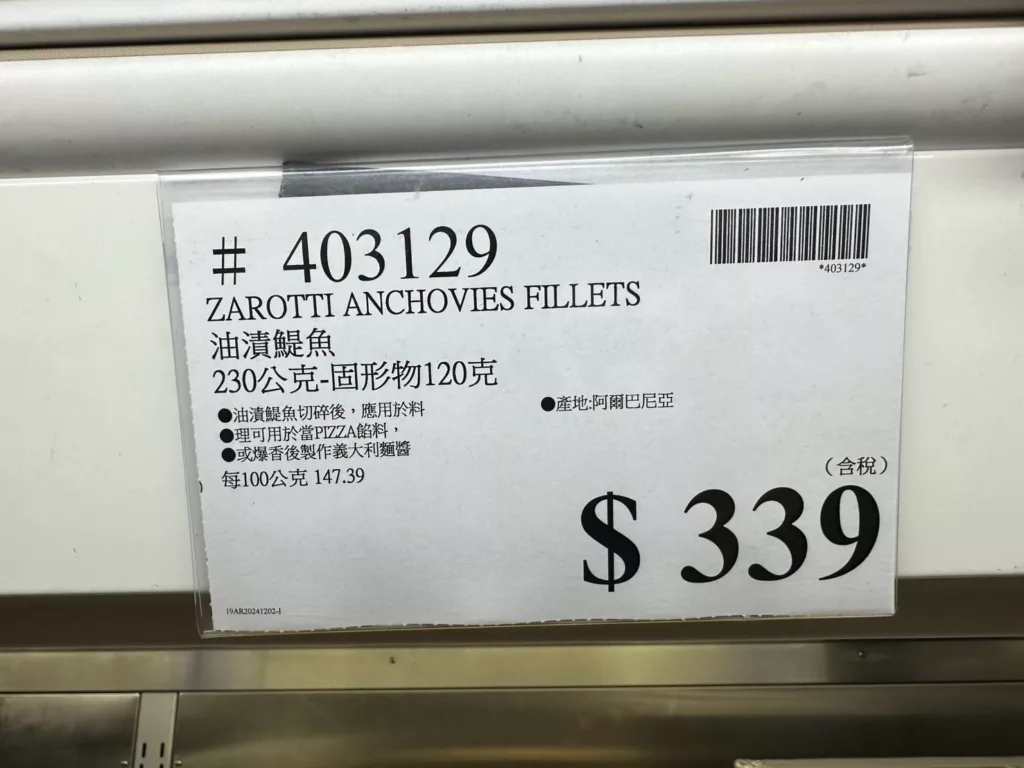 # 403129
*403129*
ZAROTTI ANCHOVIES FILLETS
油漬鯷魚
230公克-固形物120克
●油漬鯷魚切碎後，應用於料
●產地:阿爾巴尼亞
●理可用於當PIZZA餡料，
●或爆香後製作義大利麵醬
每100公克 147.39
（含稅）
$ 339
19AR20241202-1